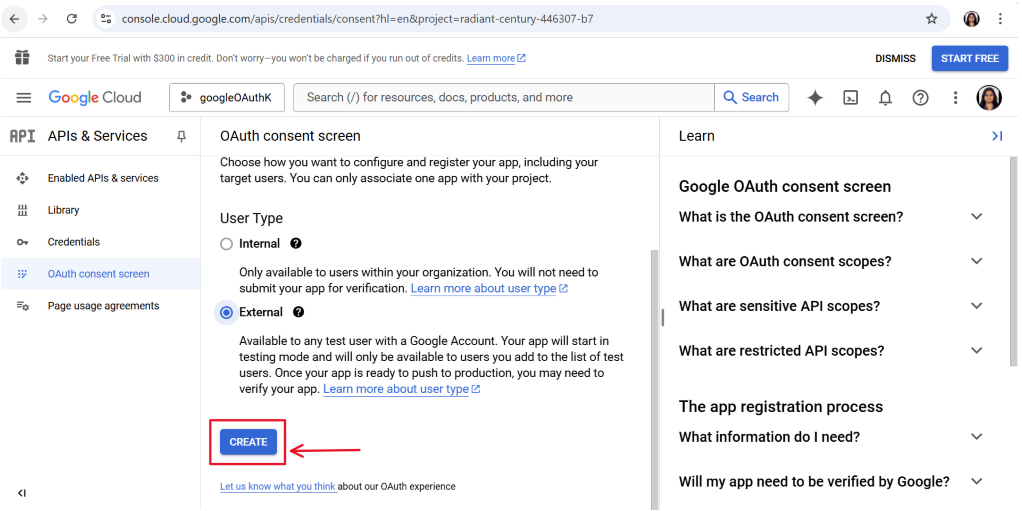 console.cloud.google.com/apis/credentials/consent?hl=en&project=radiant-century-446307-b7
Start your Free Trial with $300 in credit. Don't worry—you won't be charged if you run out of credits. Learn more
DISMISS
START FREE
Google Cloud
googleOAuthK
Search (/) for resources, docs, products, and more
Search
API APIs & Services
Enabled APIs & services
Library
Credentials
OAuth consent screen
Page usage agreements
OAuth consent screen
Choose how you want to configure and register your app, including your
target users. You can only associate one app with your project.
User Type
Internal
Only available to users within your organization. You will not need to
submit your app for verification. Learn more about user type
External
Available to any test user with a Google Account. Your app will start in
testing mode and will only be available to users you add to the list of test
users. Once your app is ready to push to production, you may need to
verify your app. Learn more about user type
CREATE
Let us know what you think about our OAuth experience
Learn
Google OAuth consent screen
What is the OAuth consent screen?
What are OAuth consent scopes?
What are sensitive API scopes?
What are restricted API scopes?
The app registration process
What information do I need?
Will my app need to be verified by Google?